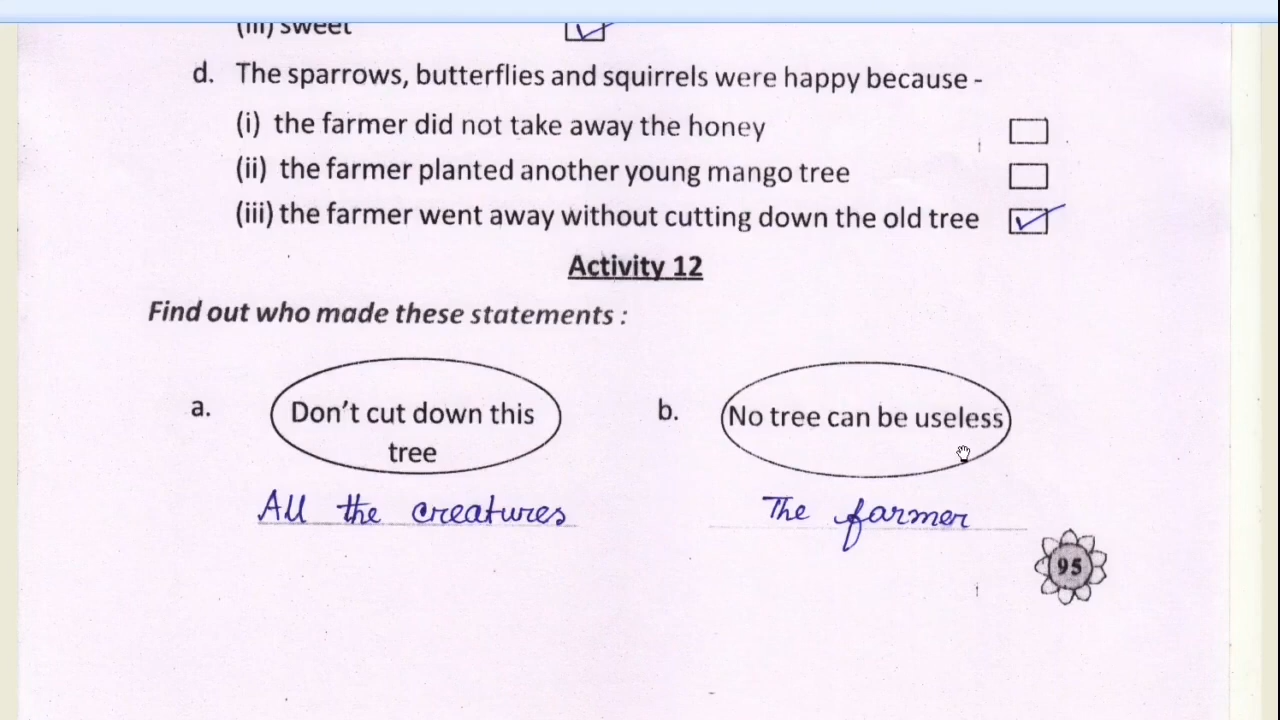 (iii) sweet
d. The sparrows, butterflies and squirrels were happy because -
(i) the farmer did not take away the honey
(ii) the farmer planted another young mango tree
(iii) the farmer went away without cutting down the old tree
Activity 12
Find out who made these statements :
a. Don't cut down this tree
b. No tree can be useless
All the creatures
The farmer
95